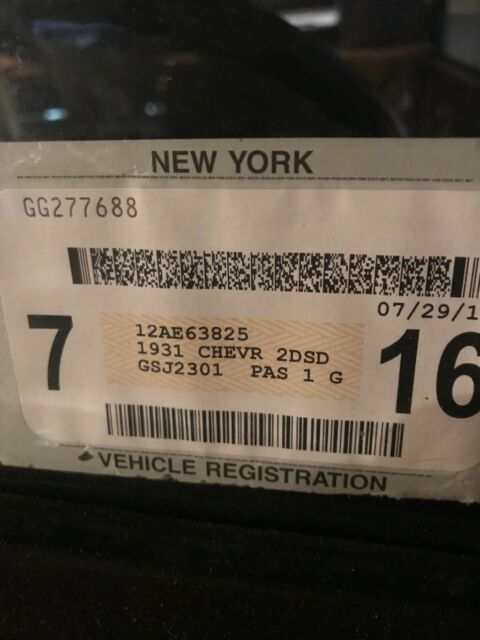 NEW YORK
GG277688
07/29/1
7
12AE63825
1931 CHEVR 2DSD
GSJ2301 PAS 1 G
16
VEHICLE REGISTRATION